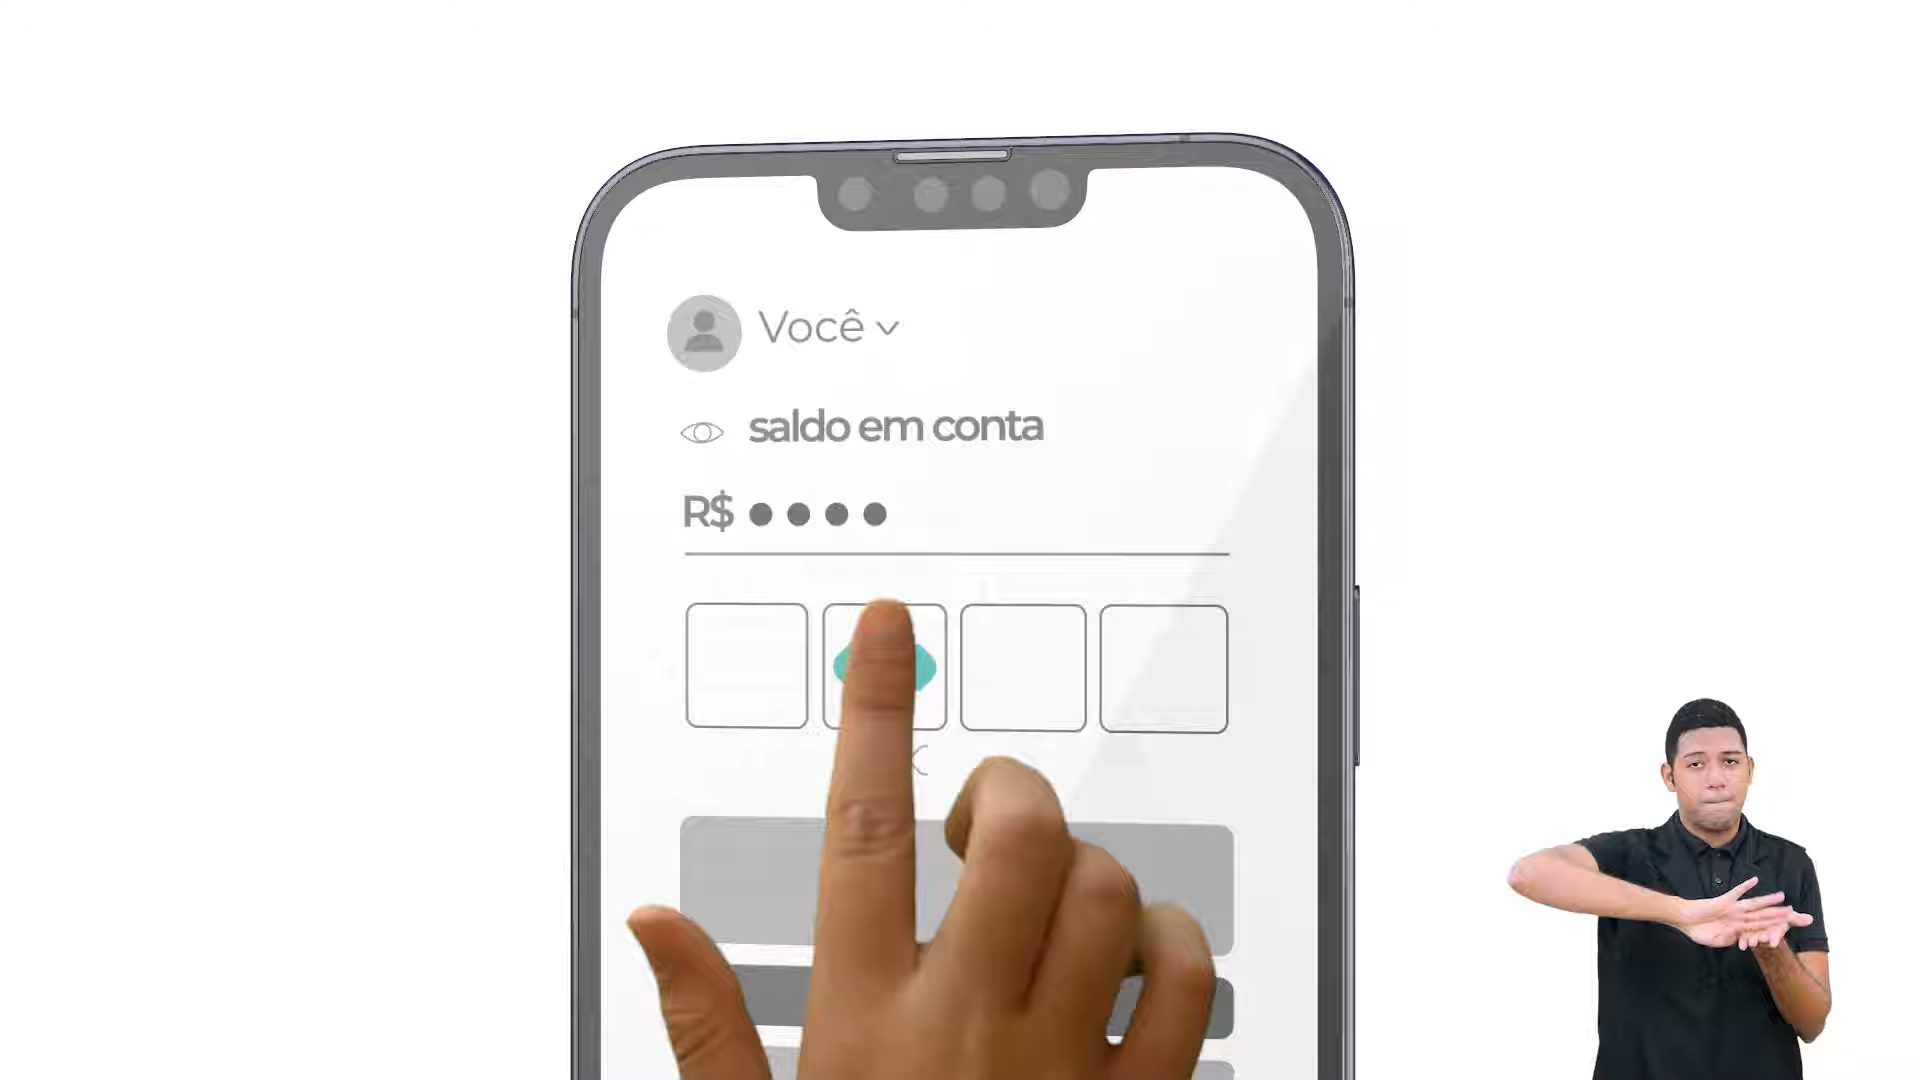 Você
saldo em conta
R$ ●●●●